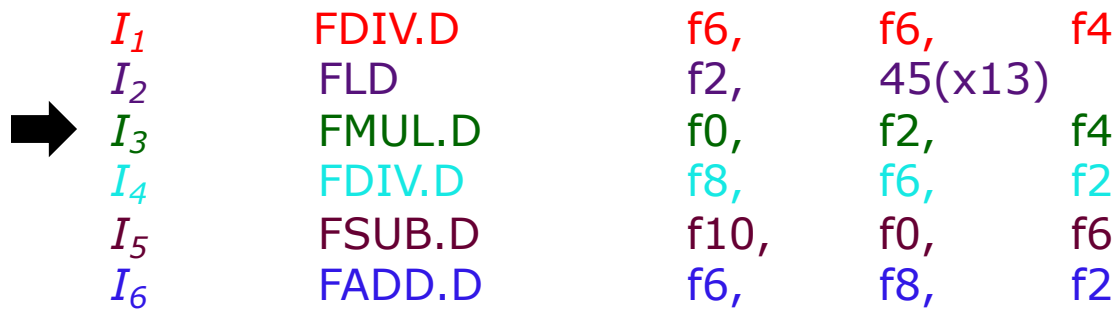 I1 FDIV.D f6, f6, f4
I2 FLD f2, 45(x13)
I3 FMUL.D f0, f2, f4
I4 FDIV.D f8, f6, f2
I5 FSUB.D f10, f0, f6
I6 FADD.D f6, f8, f2